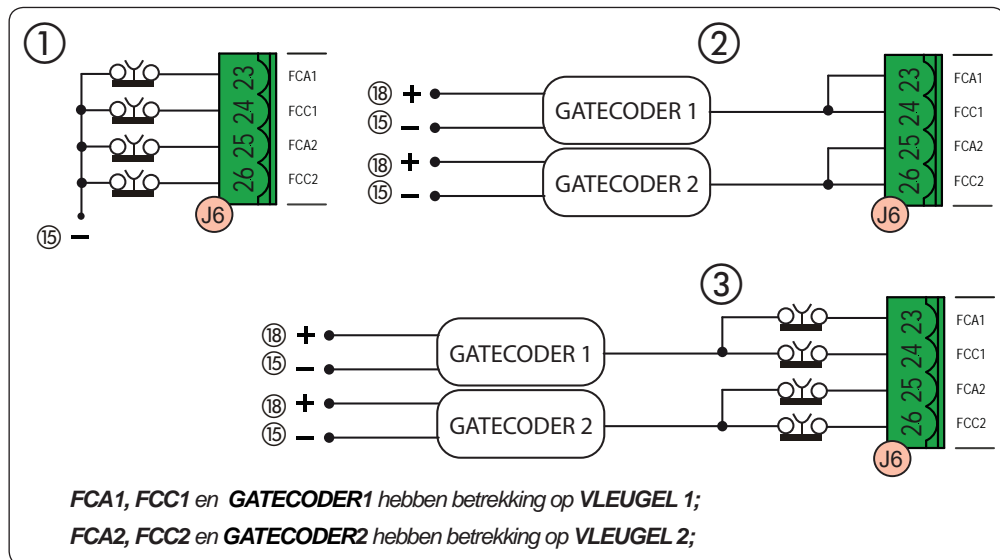 ①
23 FCA1
24 FCC1
25 FCA2
26 FCC2
J6
⑮ −
②
⑱ +
⑮ −
GATECODER 1
⑱ +
⑮ −
GATECODER 2
23 FCA1
24 FCC1
25 FCA2
26 FCC2
J6
③
⑱ +
⑮ −
GATECODER 1
⑱ +
⑮ −
GATECODER 2
23 FCA1
24 FCC1
25 FCA2
26 FCC2
J6
FCA1, FCC1 en GATECODER1 hebben betrekking op VLEUGEL 1;
FCA2, FCC2 en GATECODER2 hebben betrekking op VLEUGEL 2;